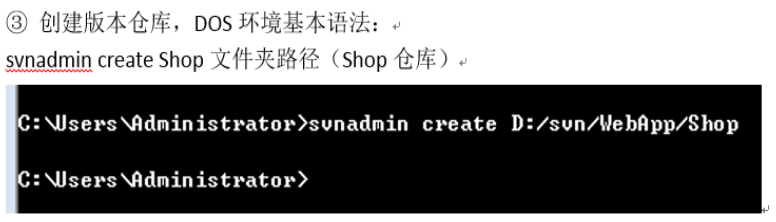 ③ 创建版本仓库，DOS 环境基本语法：
svnadmin create Shop 文件夹路径（Shop 仓库）
C:\Users\Administrator>svnadmin create D:/svn/WebApp/Shop
C:\Users\Administrator>